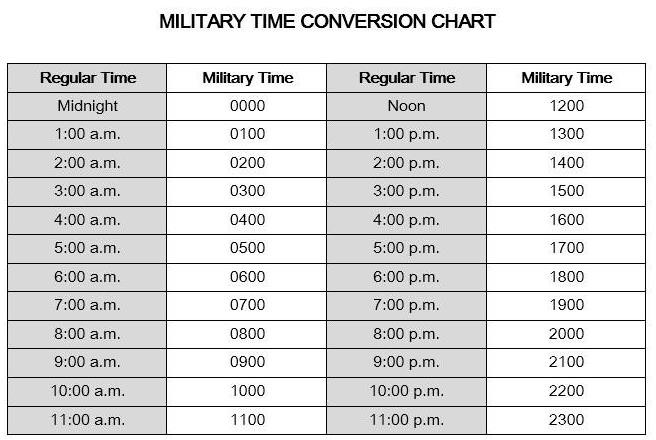 MILITARY TIME CONVERSION CHART
Regular Time Military Time Regular Time Military Time
Midnight 0000 Noon 1200
1:00 a.m. 0100 1:00 p.m. 1300
2:00 a.m. 0200 2:00 p.m. 1400
3:00 a.m. 0300 3:00 p.m. 1500
4:00 a.m. 0400 4:00 p.m. 1600
5:00 a.m. 0500 5:00 p.m. 1700
6:00 a.m. 0600 6:00 p.m. 1800
7:00 a.m. 0700 7:00 p.m. 1900
8:00 a.m. 0800 8:00 p.m. 2000
9:00 a.m. 0900 9:00 p.m. 2100
10:00 a.m. 1000 10:00 p.m. 2200
11:00 a.m. 1100 11:00 p.m. 2300